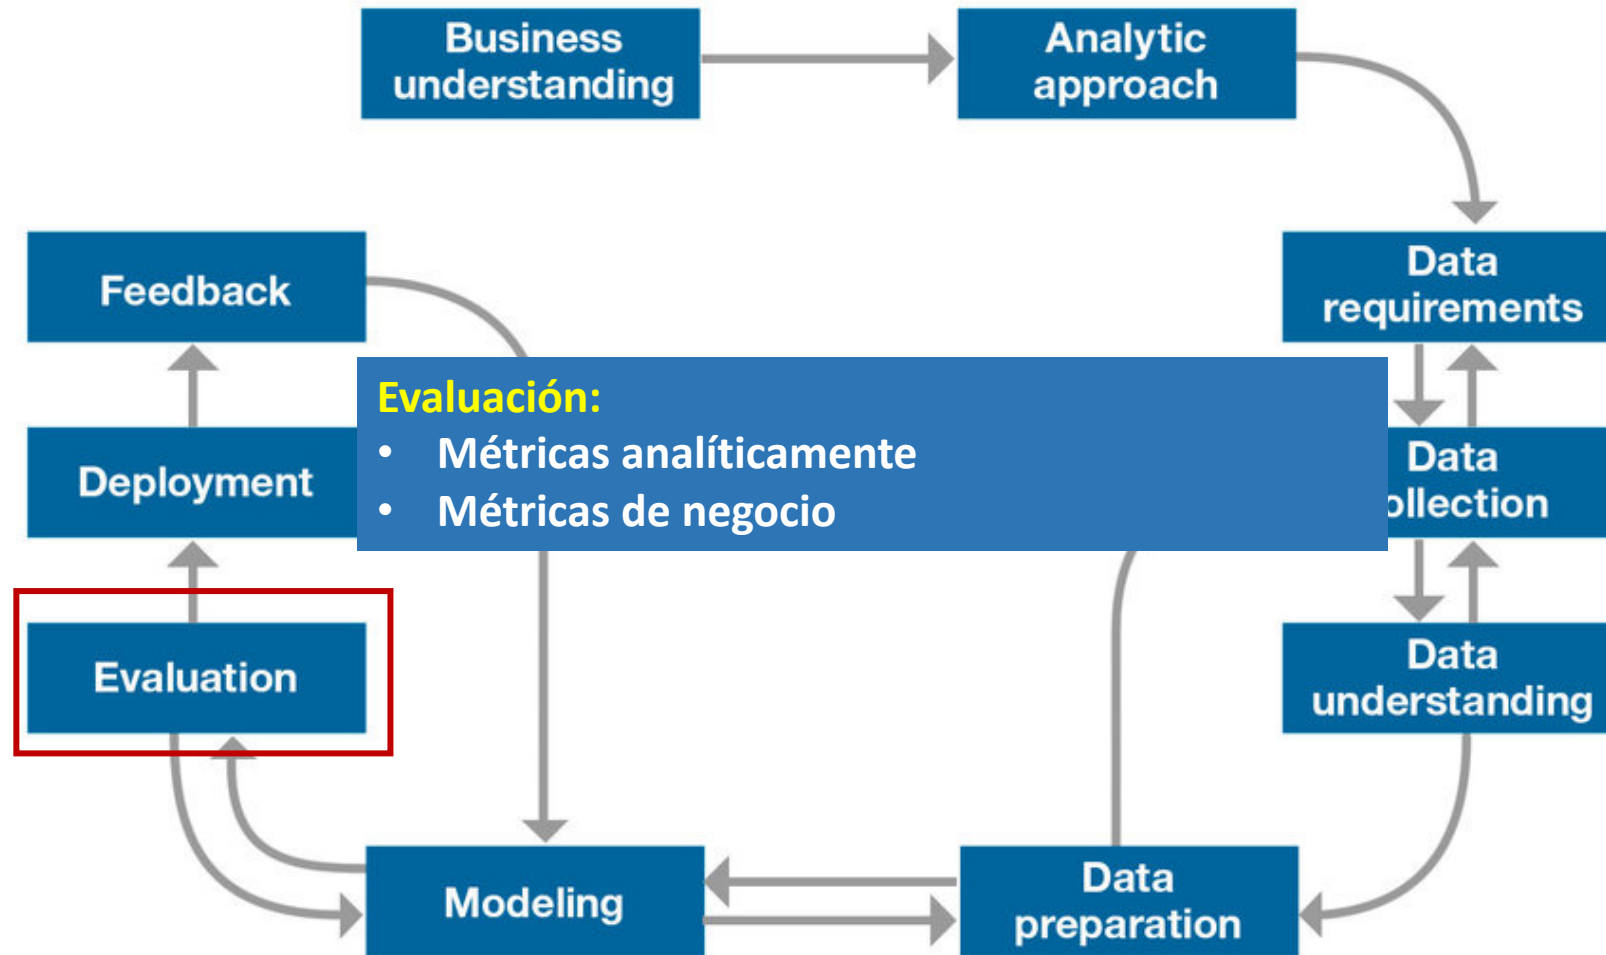 Business
understanding
Analytic
approach
Feedback
Data
requirements
Evaluación:
• Métricas analíticamente
• Métricas de negocio
Deployment
Data
ollection
Evaluation
Data
understanding
Modeling
Data
preparation